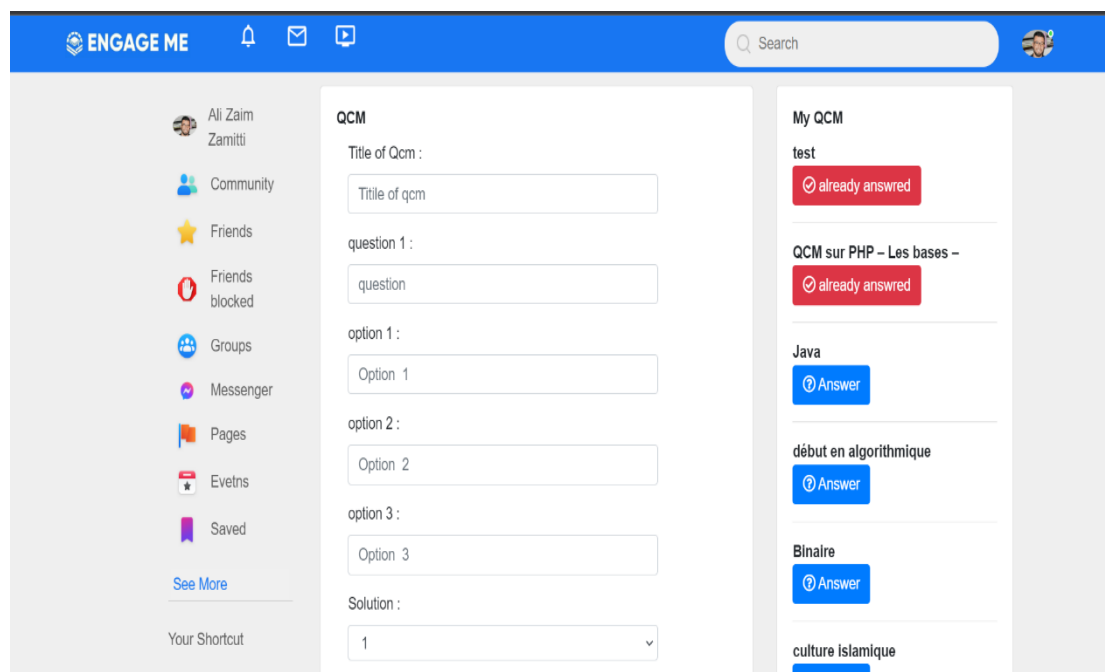 ENGAGE ME
Search
Ali Zaim
Zamitti
Community
Friends
Friends
blocked
Groups
Messenger
Pages
Evetns
Saved
See More
Your Shortcut
QCM
Title of Qcm :
Titile of qcm
question 1 :
question
option 1 :
Option 1
option 2 :
Option 2
option 3 :
Option 3
Solution :
1
My QCM
test
already answred
QCM sur PHP – Les bases –
already answred
Java
Answer
début en algorithmique
Answer
Binaire
Answer
culture islamique